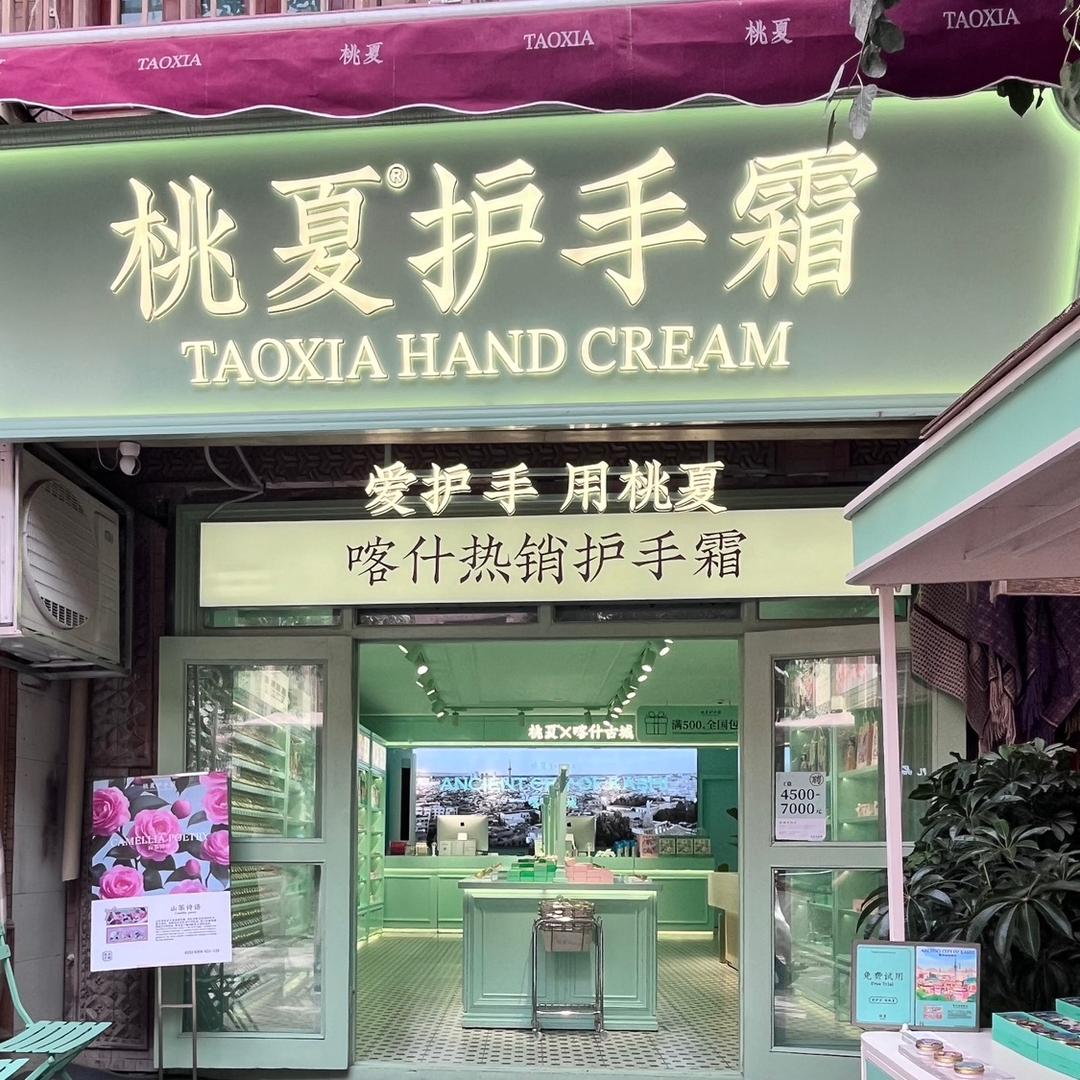 TAOXIA
桃夏
TAOXIA
桃夏
TAOXIA
桃夏®护手霜
TAOXIA HAND CREAM
爱护手 用桃夏
喀什热销护手霜
桃夏×喀什古城
满500,全国包
聘
4500-
7000元
CAMELLIA POETRY
山茶诗语
免费试用
Free Trial